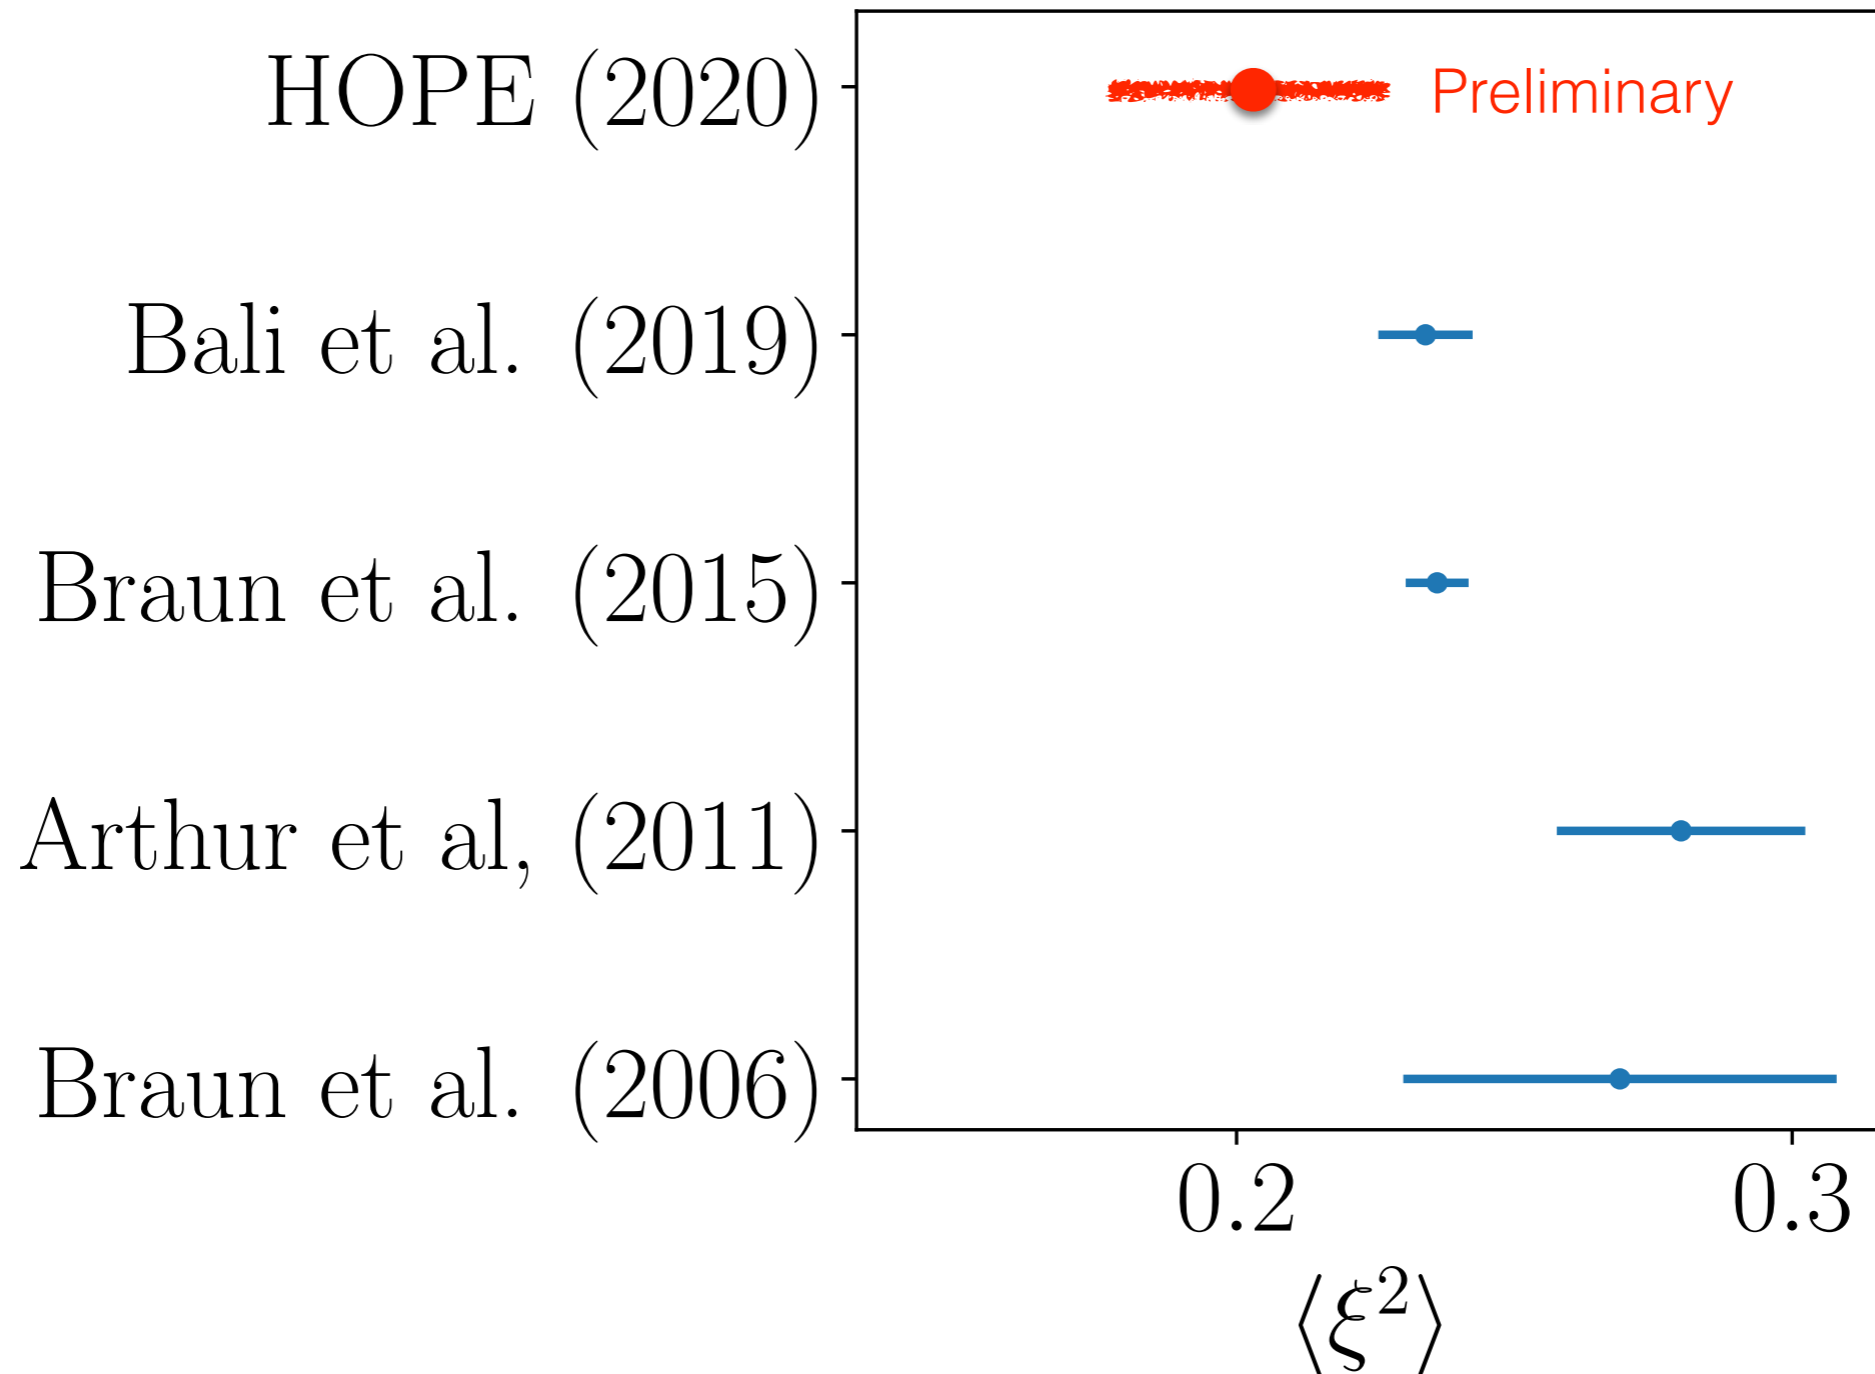 HOPE (2020)
Preliminary
Bali et al. (2019)
Braun et al. (2015)
Arthur et al, (2011)
Braun et al. (2006)
0.2 0.3
⟨ξ²⟩